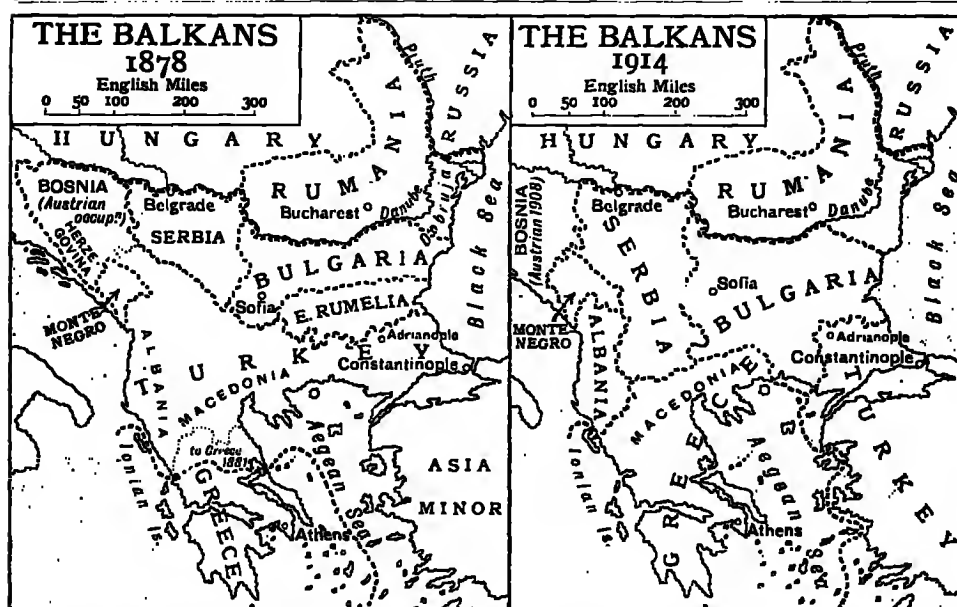 THE BALKANS
1878
English Miles
0 50 100 200 300
HUNGARY
Pruth
RUSSIA
RUMANIA
Bucharest
Danube
Dobruja
Black Sea
BOSNIA
(Austrian
occup.ⁿ)
HERZE
GOVINA
Belgrade
SERBIA
BULGARIA
Sofia
E. RUMELIA
MONTE
NEGRO
Adrianople
Constantinople
TURKEY
ALBANIA
MACEDONIA
to Greece
1881
Ionian Is.
GREECE
Aegean Sea
Athens
ASIA
MINOR
THE BALKANS
1914
English Miles
0 50 100 200 300
HUNGARY
Pruth
RUSSIA
RUMANIA
Bucharest
Danube
Black Sea
BOSNIA
(Austrian 1908)
Belgrade
SERBIA
Sofia
BULGARIA
MONTE
NEGRO
ALBANIA
Adrianople
Constantinople
MACEDONIA
TURKEY
Ionian Is.
GREECE
Aegean
Sea
Athens